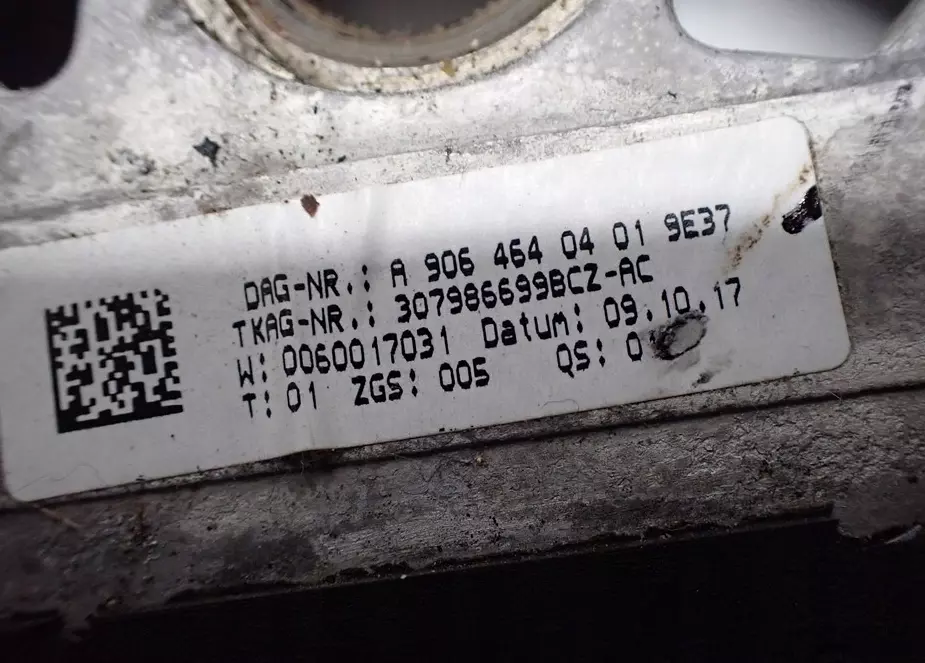 DAG-NR.: A 906 464 04 01 9E37
TKAG-NR.: 307986699BCZ-AC
W: 0060017031 Datum: 09.10.17
T: 01 ZGS: 005 QS: 0